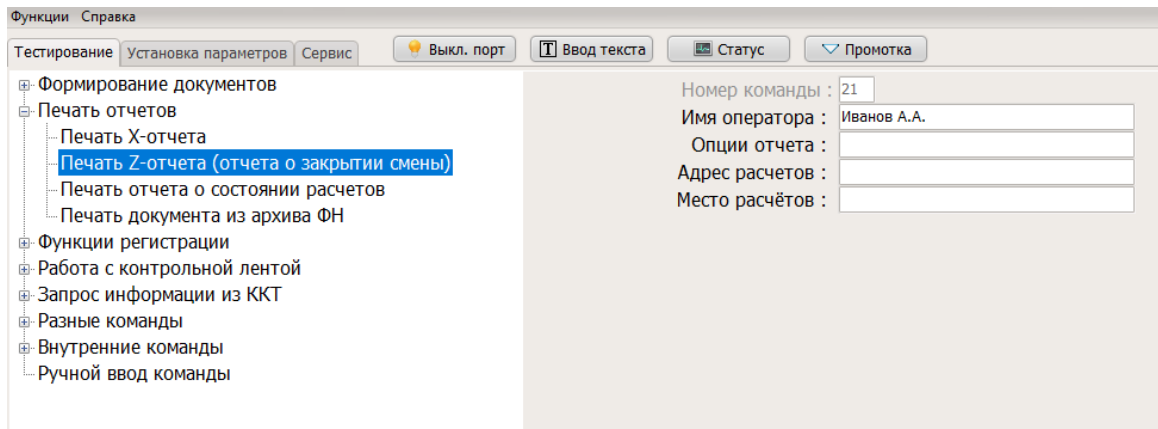 Функции Справка
Тестирование Установка параметров Сервис Выкл. порт T Ввод текста Статус Промотка
Формирование документов
Печать отчетов
Печать X-отчета
Печать Z-отчета (отчета о закрытии смены)
Печать отчета о состоянии расчетов
Печать документа из архива ФН
Функции регистрации
Работа с контрольной лентой
Запрос информации из ККТ
Разные команды
Внутренние команды
Ручной ввод команды
Номер команды : 21
Имя оператора : Иванов А.А.
Опции отчета :
Адрес расчетов :
Место расчётов :